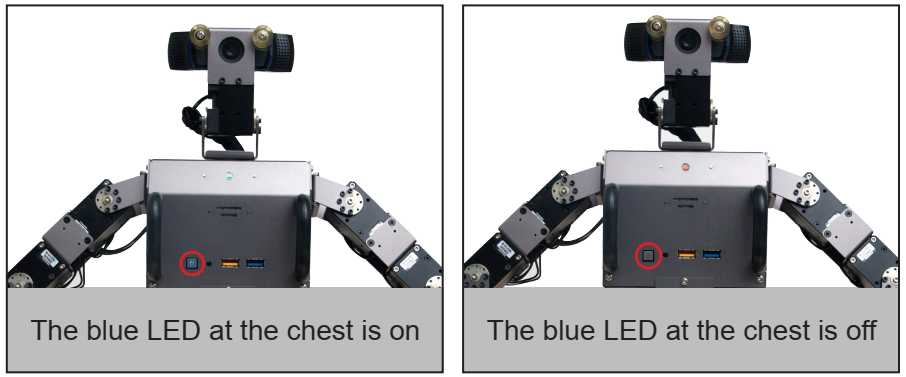 The blue LED at the chest is on
The blue LED at the chest is off